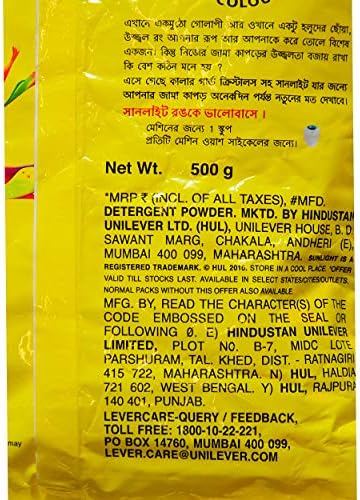 COLOU
এখানে একমুঠো গোলাপী আর ওখানে একটু হলুদের ছোঁয়া,
উজ্জ্বল রং আপনার রূপ আর আপনাকে করে তোলে বিশেষ
একজন। কিন্তু নিজের জামা কাপড়ের উজ্জ্বলতা বজায় রাখা
কি বেশ কঠিন মনে হয়?
এসে গেছে কালার গার্ড ক্রিস্টালস সহ সানলাইট যার জন্যে
আপনার জামা কাপড় অনেকদিন পর্যন্ত নতুনের মত দেখাবে।
সানলাইট রঙকে ভালোবাসে।
মেশিনের জন্যে 1 স্কুপ
প্রতিটি মেশিন ওয়াশ সাইকেলের জন্যে।
Net Wt. 500 g
*MRP ₹ (INCL. OF ALL TAXES), #MFD.
DETERGENT POWDER. MKTD. BY HINDUSTAN
UNILEVER LTD. (HUL), UNILEVER HOUSE, B. D.
SAWANT MARG, CHAKALA, ANDHERI (E),
MUMBAI 400 099, MAHARASHTRA. SUNLIGHT IS A
REGISTERED TRADEMARK. © HUL 2016. STORE IN A COOL PLACE. *OFFER
VALID TILL STOCKS LAST. AVAILABLE IN SELECT STATES/CITIES/OUTLETS.
NORMAL PACKS WITHOUT THIS OFFER ALSO AVAILABLE.
MFG. BY, READ THE CHARACTER(S) OF THE
CODE EMBOSSED ON THE SEAL OR
FOLLOWING Ø. E) HINDUSTAN UNILEVER
LIMITED, PLOT NO. B-7, MIDC LOTE
PARSHURAM, TAL. KHED, DIST. - RATNAGIRI
415 722, MAHARASHTRA. N) HUL, HALDIA
721 602, WEST BENGAL. Y) HUL, RAJPURA
140 401, PUNJAB.
LEVERCARE-QUERY / FEEDBACK,
TOLL FREE: 1800-10-22-221,
PO BOX 14760, MUMBAI 400 099,
LEVER.CARE@UNILEVER.COM
may